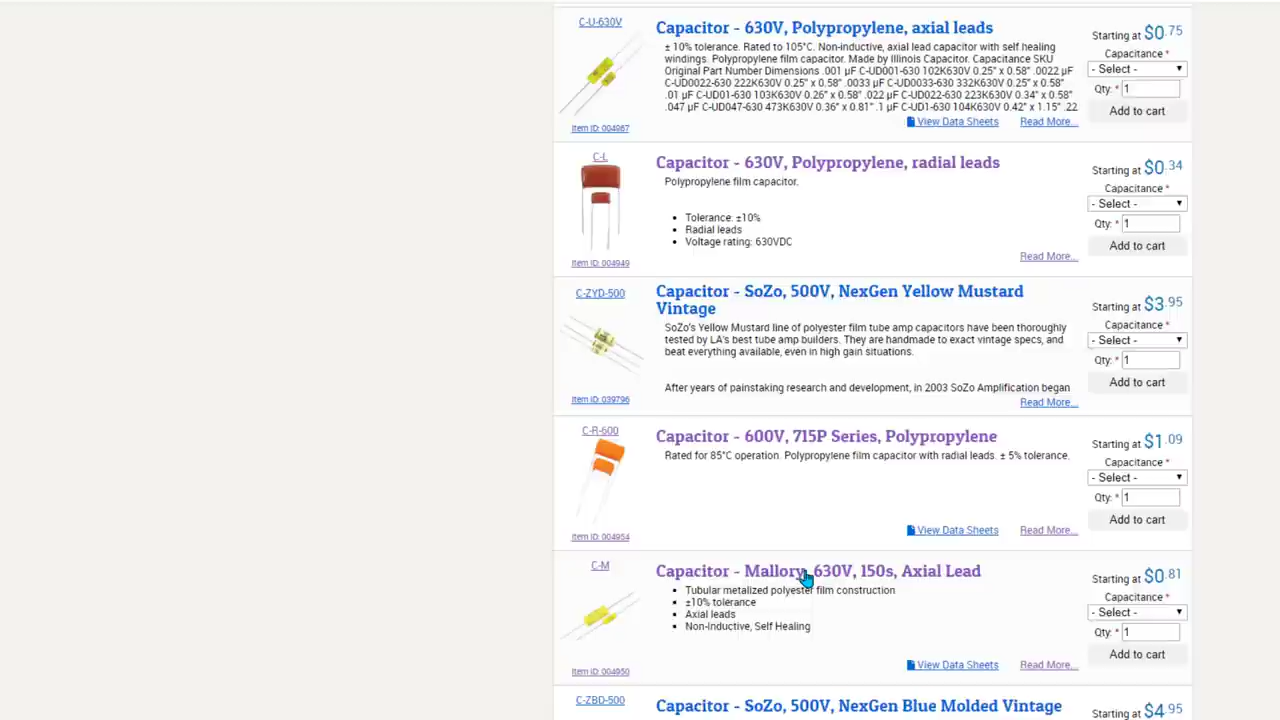 C-U-630V
Capacitor - 630V, Polypropylene, axial leads
± 10% tolerance. Rated to 105°C. Non-inductive, axial lead capacitor with self healing
windings. Polypropylene film capacitor. Made by Illinois Capacitor. Capacitance SKU
Original Part Number Dimensions .001 µF C-UD001-630 102K630V 0.25" x 0.58" .0022 µF
C-UD0022-630 222K630V 0.25" x 0.58" .0033 µF C-UD0033-630 332K630V 0.25" x 0.58"
.01 µF C-UD01-630 103K630V 0.26" x 0.58" .022 µF C-UD022-630 223K630V 0.34" x 0.58"
.047 µF C-UD047-630 473K630V 0.36" x 0.81" .1 µF C-UD1-630 104K630V 0.42" x 1.15" .22
View Data Sheets Read More...
Item ID: 004967
Starting at $0.75
Capacitance *
- Select -
Qty: * 1
Add to cart
C-L
Capacitor - 630V, Polypropylene, radial leads
Polypropylene film capacitor.
• Tolerance: ±10%
• Radial leads
• Voltage rating: 630VDC
Read More...
Item ID: 004949
Starting at $0.34
Capacitance *
- Select -
Qty: * 1
Add to cart
C-ZYD-500
Capacitor - SoZo, 500V, NexGen Yellow Mustard
Vintage
SoZo's Yellow Mustard line of polyester film tube amp capacitors have been thoroughly
tested by LA's best tube amp builders. They are handmade to exact vintage specs, and
beat everything available, even in high gain situations.
After years of painstaking research and development, in 2003 SoZo Amplification began
Read More...
Item ID: 039796
Starting at $3.95
Capacitance *
- Select -
Qty: * 1
Add to cart
C-R-600
Capacitor - 600V, 715P Series, Polypropylene
Rated for 85°C operation. Polypropylene film capacitor with radial leads. ± 5% tolerance.
View Data Sheets Read More...
Item ID: 004954
Starting at $1.09
Capacitance *
- Select -
Qty: * 1
Add to cart
C-M
Capacitor - Mallory, 630V, 150s, Axial Lead
• Tubular metalized polyester film construction
• ±10% tolerance
• Axial leads
• Non-Inductive, Self Healing
View Data Sheets Read More...
Item ID: 004950
Starting at $0.81
Capacitance *
- Select -
Qty: * 1
Add to cart
C-ZBD-500
Capacitor - SoZo, 500V, NexGen Blue Molded Vintage
Starting at $4.95